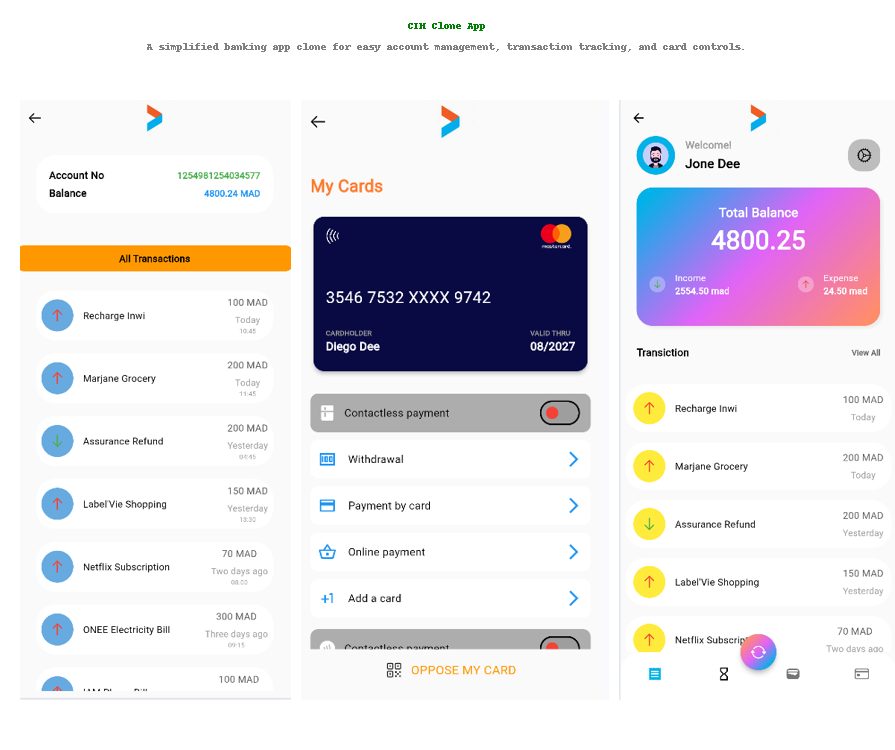 CIH Clone App
A simplified banking app clone for easy account management, transaction tracking, and card controls.
Account No 1254981254034577
Balance 4800.24 MAD
All Transactions
Recharge Inwi
100 MAD
Today
10:45
Marjane Grocery
200 MAD
Today
11:45
Assurance Refund
200 MAD
Yesterday
04:45
Label'Vie Shopping
150 MAD
Yesterday
13:30
Netflix Subscription
70 MAD
Two days ago
08:00
ONEE Electricity Bill
300 MAD
Three days ago
09:15
100 MAD
My Cards
mastercard.
3546 7532 XXXX 9742
CARDHOLDER
Diego Dee
VALID THRU
08/2027
Contactless payment
Withdrawal
Payment by card
Online payment
+1 Add a card
Contactless payment
OPPOSE MY CARD
Welcome!
Jone Dee
Total Balance
4800.25
Income
2554.50 mad
Expense
24.50 mad
Transiction
View All
Recharge Inwi
100 MAD
Today
Marjane Grocery
200 MAD
Today
Assurance Refund
200 MAD
Yesterday
Label'Vie Shopping
150 MAD
Yesterday
Netflix Subscrip
70 MAD
Two days ago